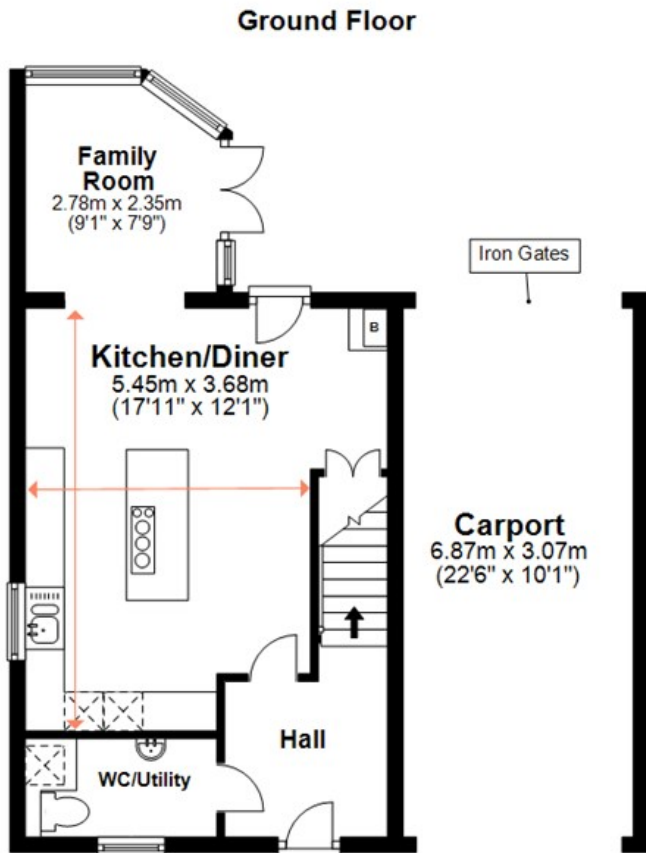 Ground Floor
Family
Room
2.78m x 2.35m
(9'1" x 7'9")
Iron Gates
B
Kitchen/Diner
5.45m x 3.68m
(17'11" x 12'1")
Carport
6.87m x 3.07m
(22'6" x 10'1")
Hall
WC/Utility